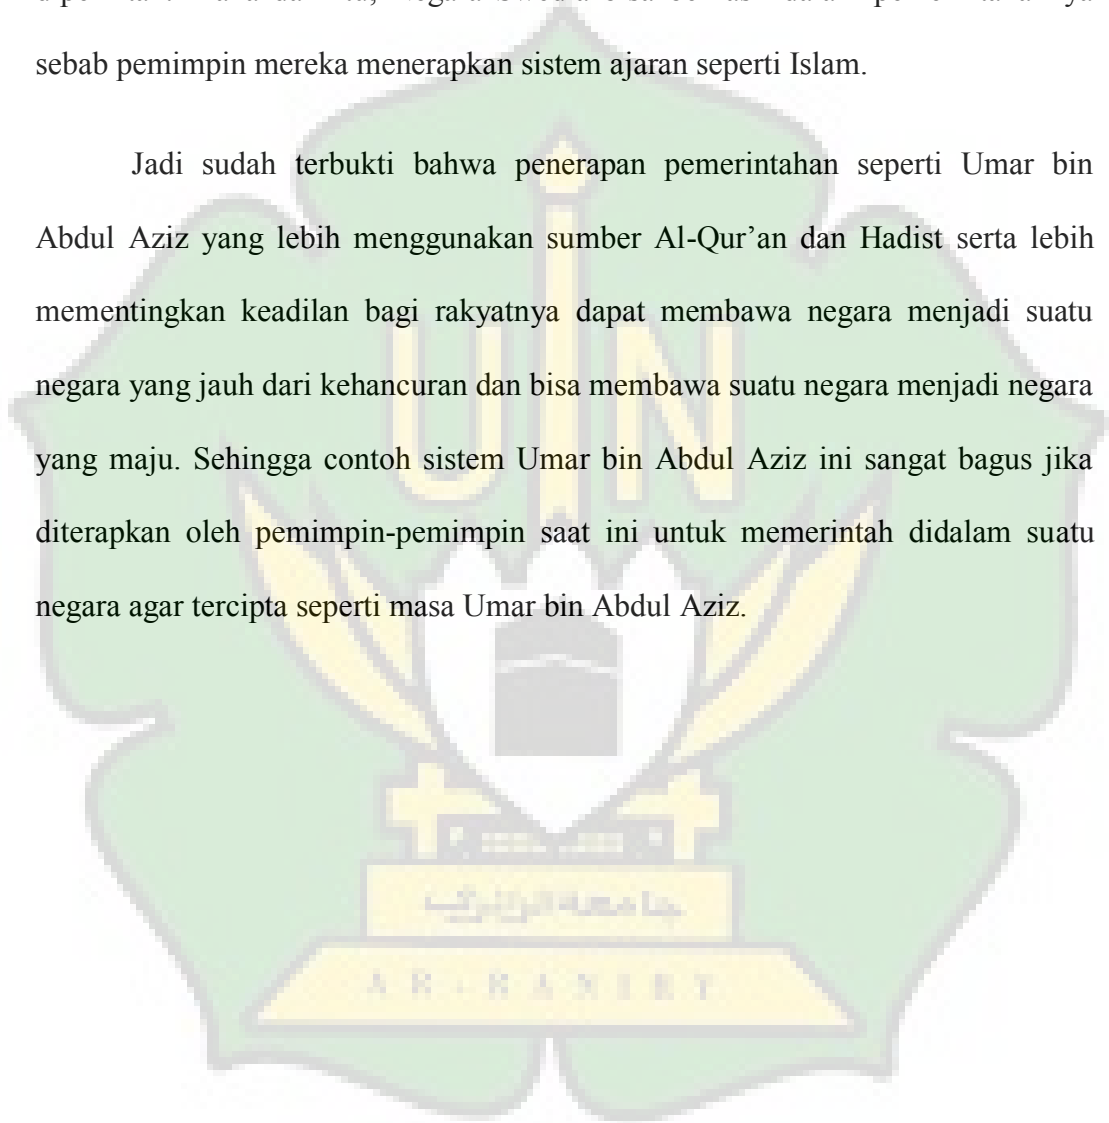 sebab pemimpin mereka menerapkan sistem ajaran seperti Islam.
Jadi sudah terbukti bahwa penerapan pemerintahan seperti Umar bin
Abdul Aziz yang lebih menggunakan sumber Al-Qur’an dan Hadist serta lebih
mementingkan keadilan bagi rakyatnya dapat membawa negara menjadi suatu
negara yang jauh dari kehancuran dan bisa membawa suatu negara menjadi negara
yang maju. Sehingga contoh sistem Umar bin Abdul Aziz ini sangat bagus jika
diterapkan oleh pemimpin-pemimpin saat ini untuk memerintah didalam suatu
negara agar tercipta seperti masa Umar bin Abdul Aziz.
UIN
جامعة الرانري
AR-RANIRY